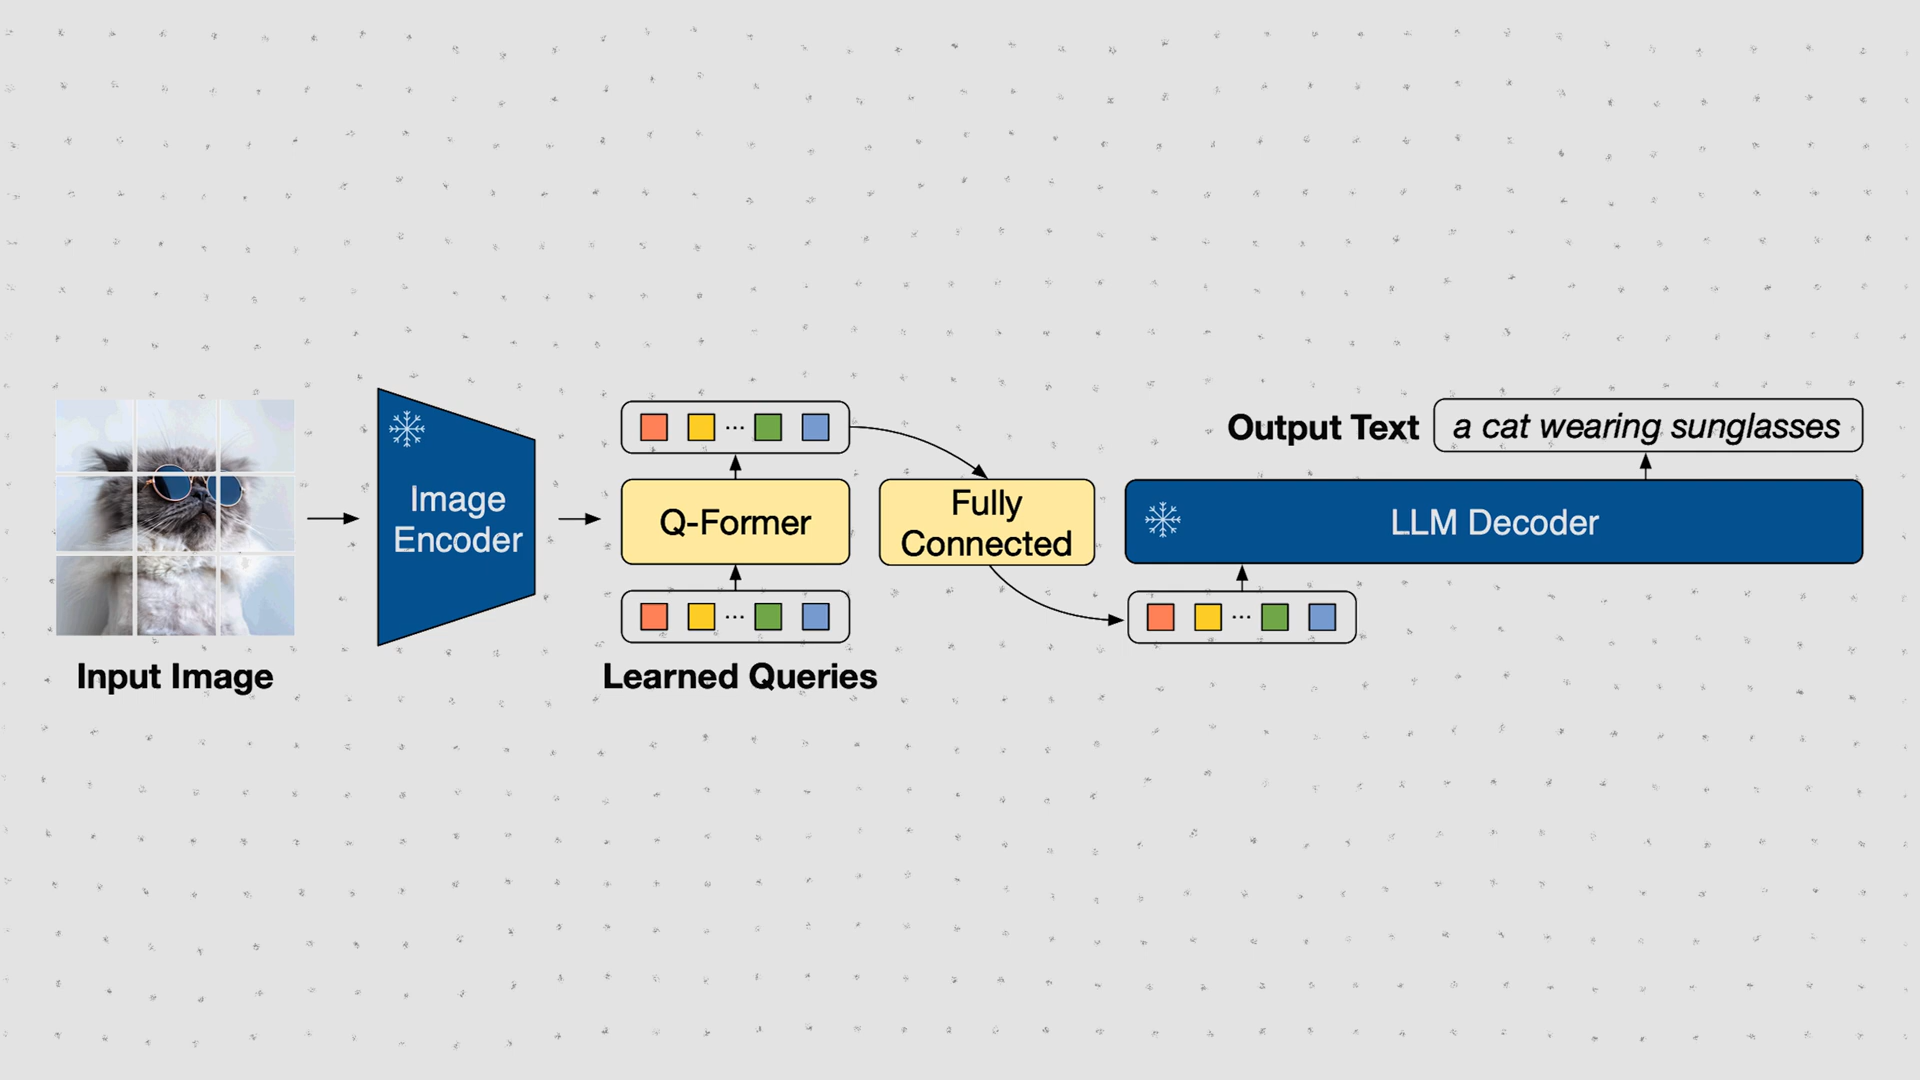 Input Image
Image
Encoder
...
Q-Former
...
Learned Queries
Fully
Connected
Output Text
a cat wearing sunglasses
LLM Decoder
...